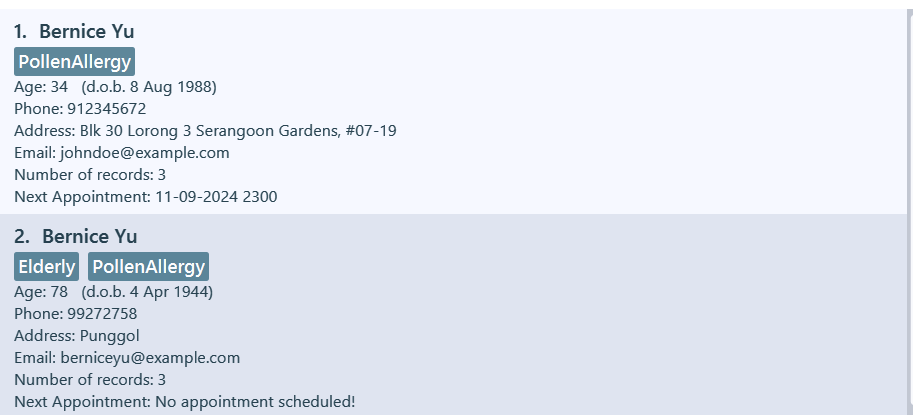 1. Bernice Yu
PollenAllergy
Age: 34 (d.o.b. 8 Aug 1988)
Phone: 912345672
Address: Blk 30 Lorong 3 Serangoon Gardens, #07-19
Email: johndoe@example.com
Number of records: 3
Next Appointment: 11-09-2024 2300
2. Bernice Yu
Elderly PollenAllergy
Age: 78 (d.o.b. 4 Apr 1944)
Phone: 99272758
Address: Punggol
Email: berniceyu@example.com
Number of records: 3
Next Appointment: No appointment scheduled!